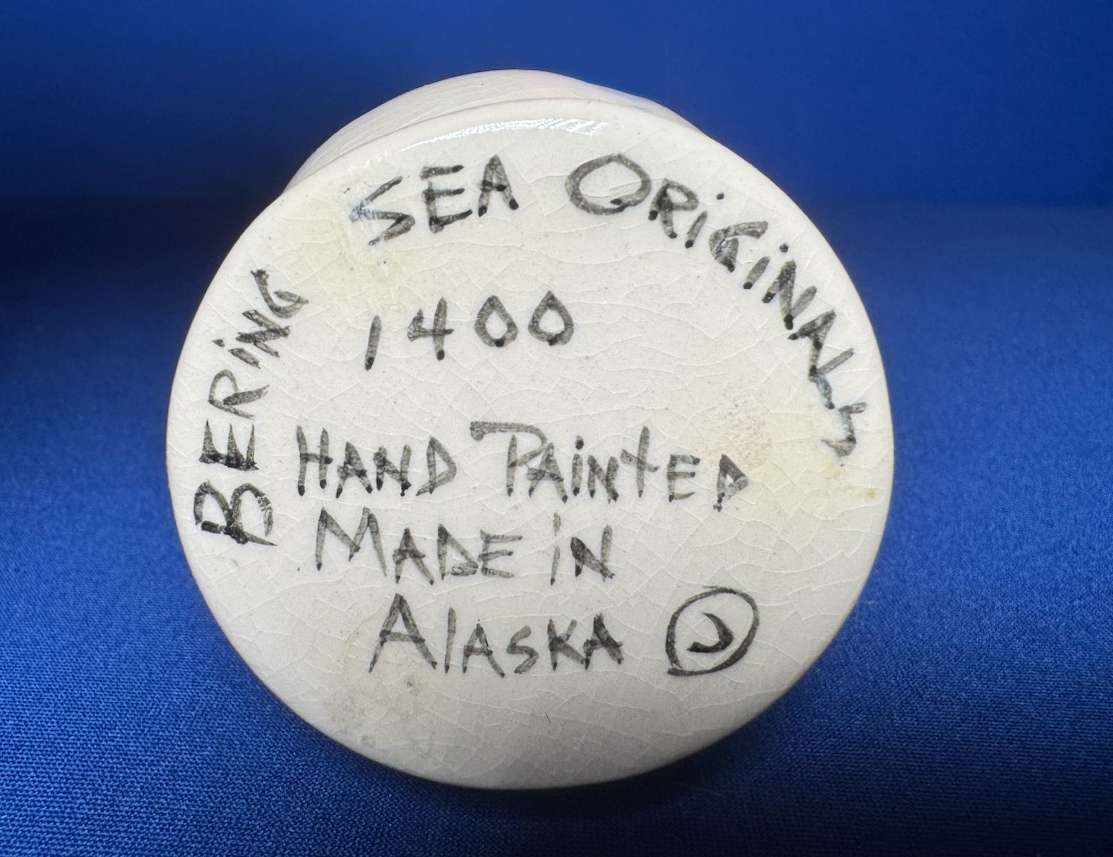 BERING SEA ORIGINALS
1400
HAND PAINTED
MADE IN
ALASKA